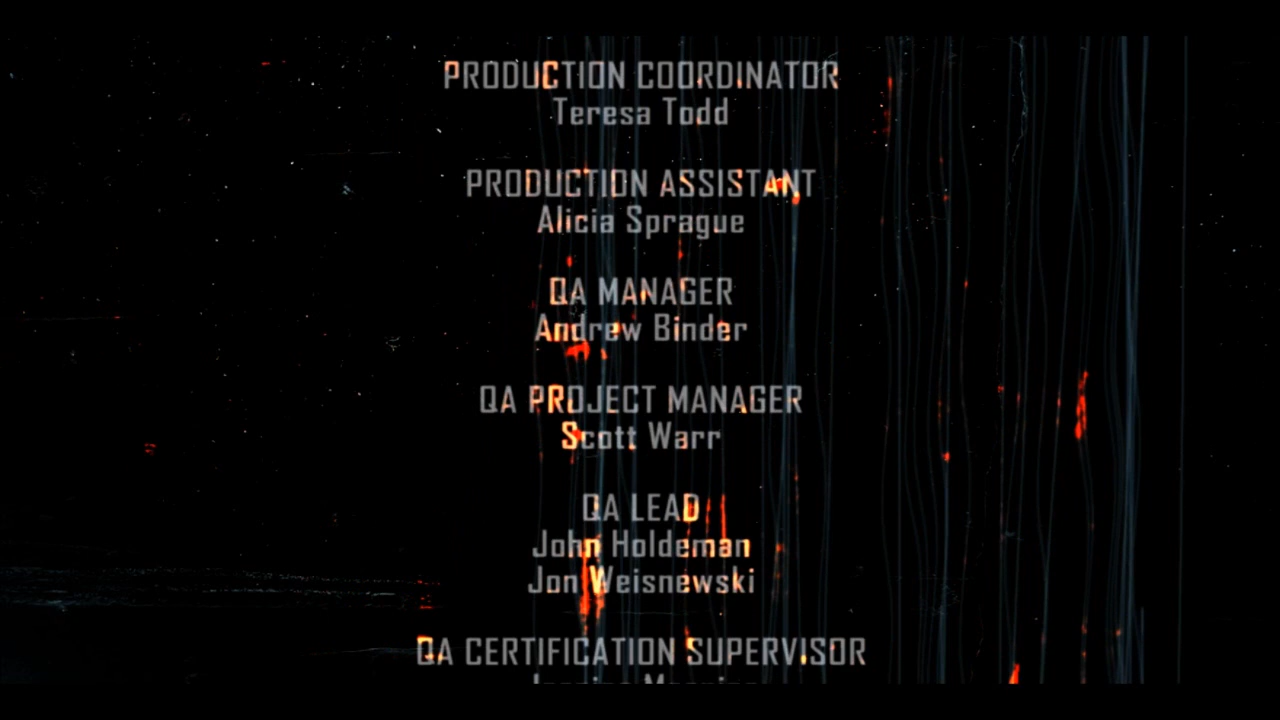 PRODUCTION COORDINATOR
Teresa Todd
PRODUCTION ASSISTANT
Alicia Sprague
QA MANAGER
Andrew Binder
QA PROJECT MANAGER
Scott Warr
QA LEAD
John Holdeman
Jon Weisnewski
QA CERTIFICATION SUPERVISOR